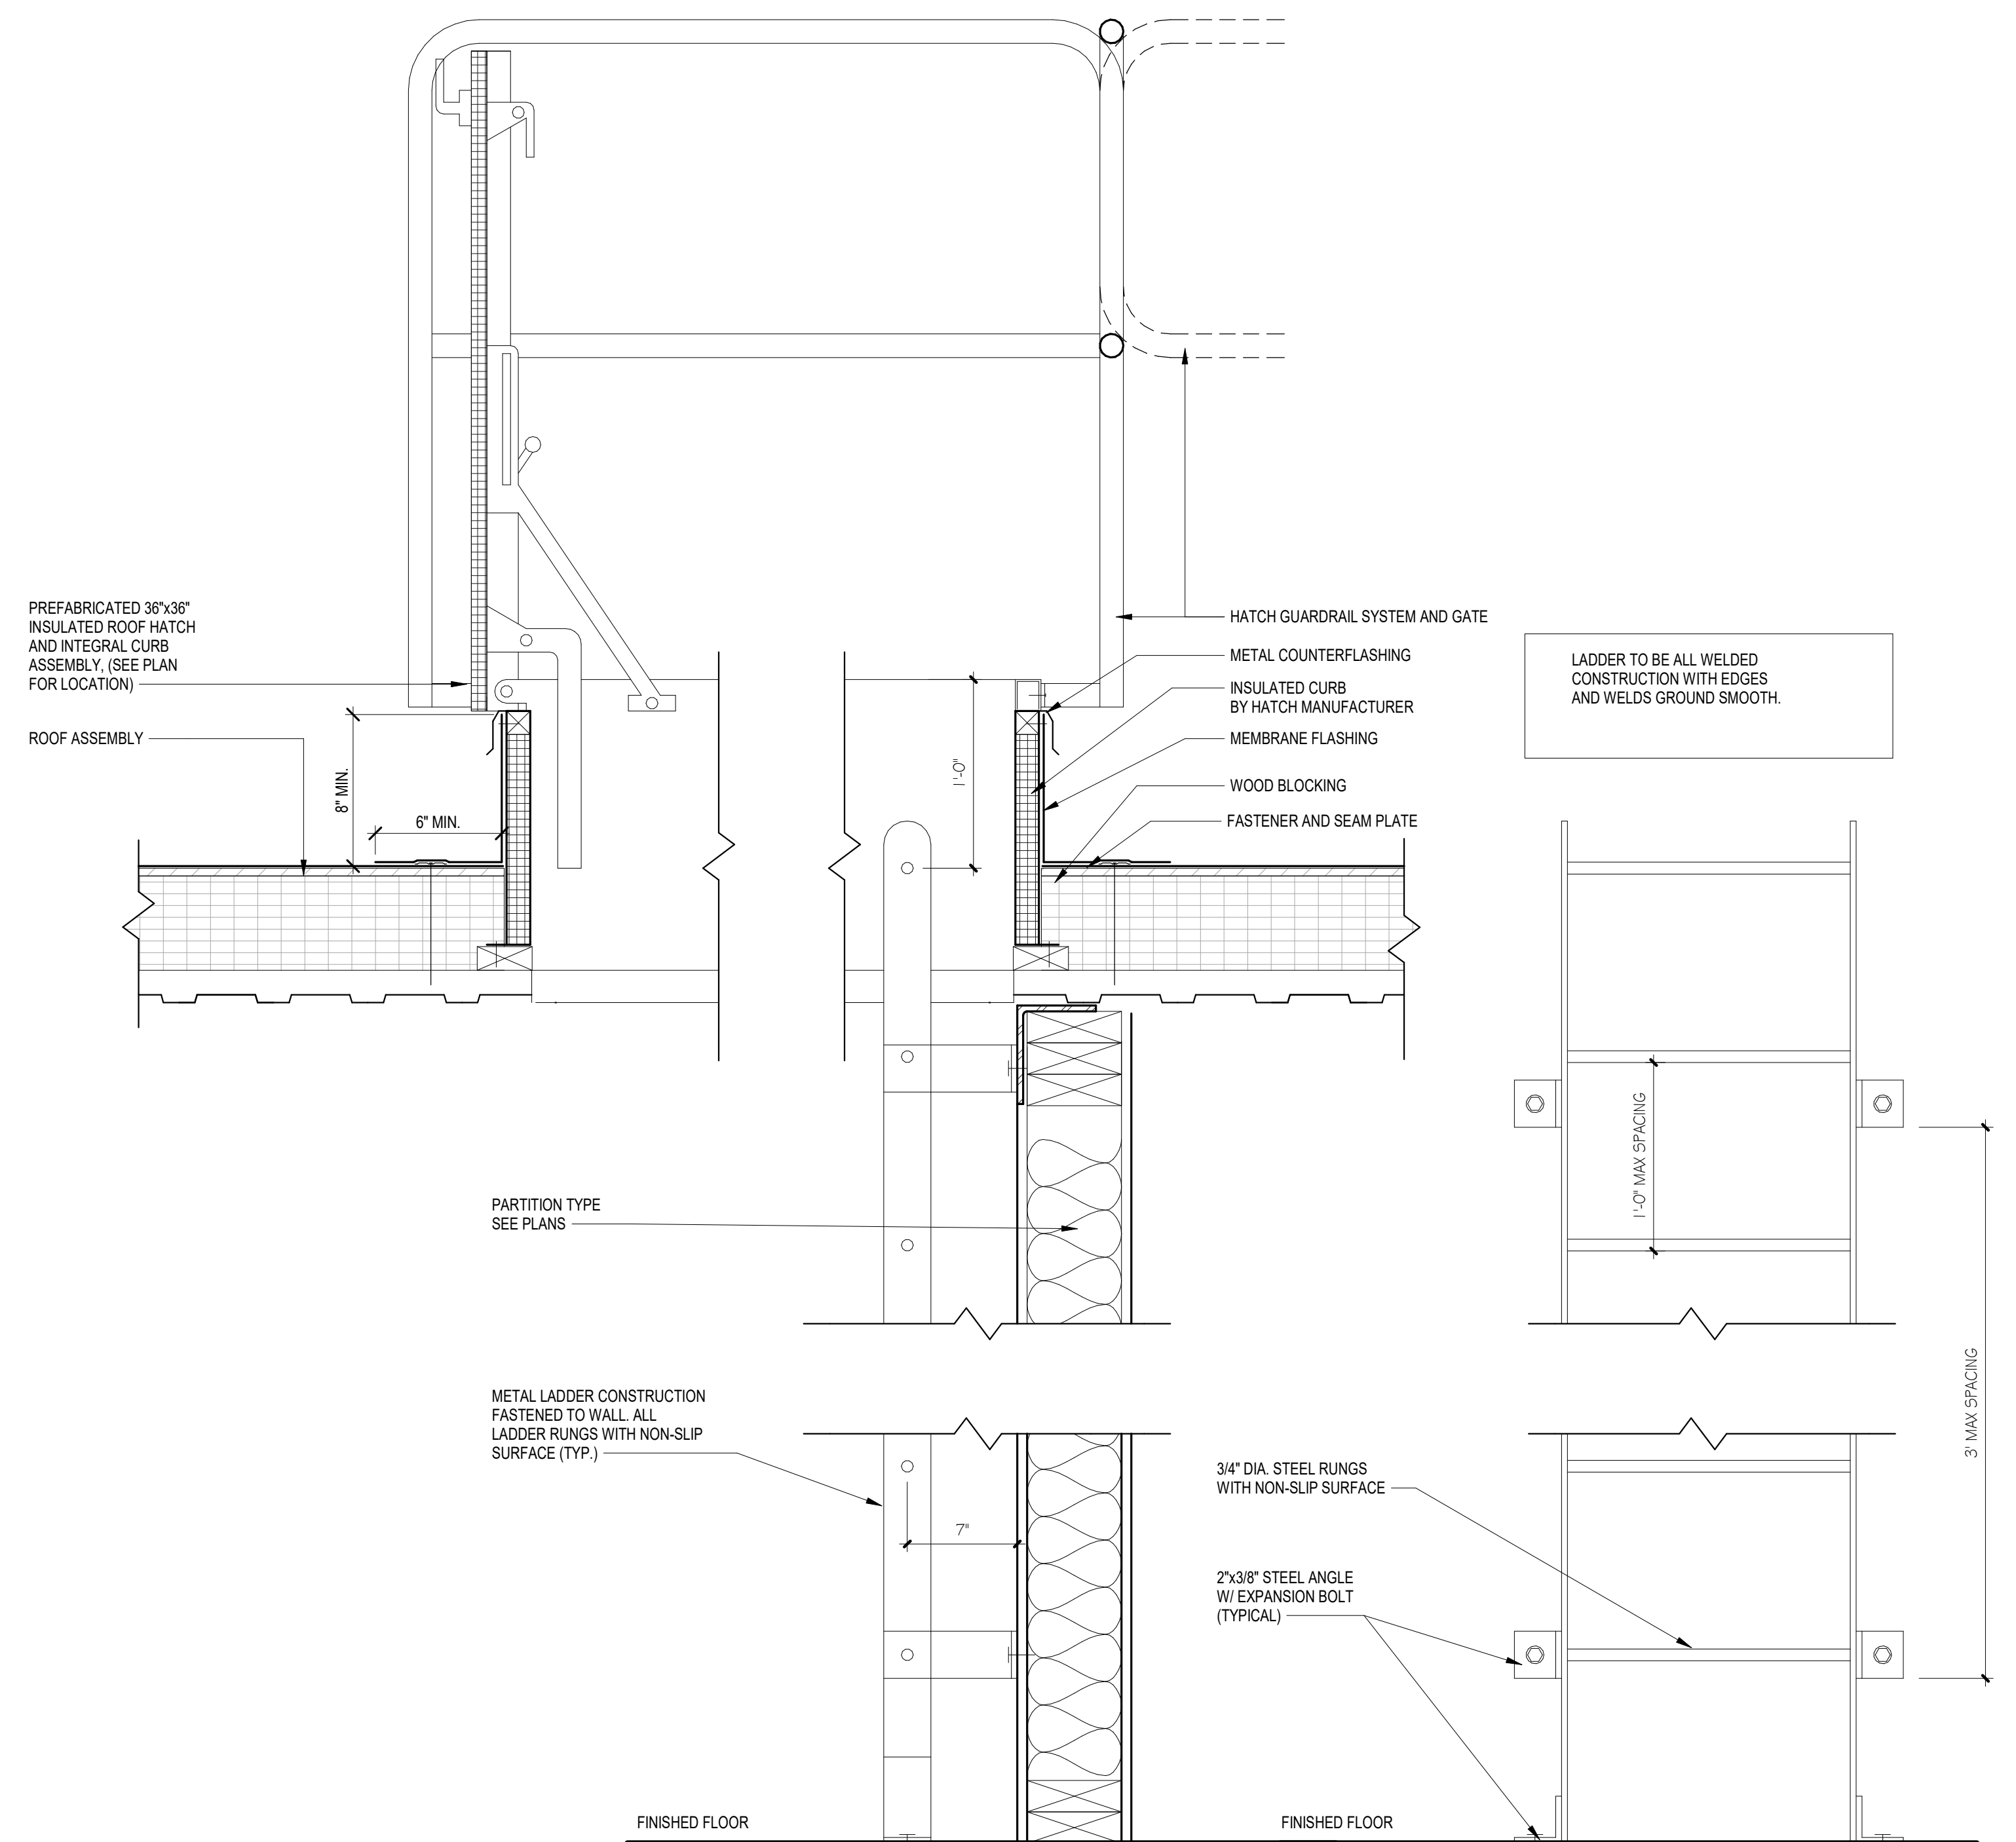 PREFABRICATED 36"x36"
INSULATED ROOF HATCH
AND INTEGRAL CURB
ASSEMBLY, (SEE PLAN
FOR LOCATION)
ROOF ASSEMBLY
8" MIN.
6" MIN.
1'-0"
HATCH GUARDRAIL SYSTEM AND GATE
METAL COUNTERFLASHING
INSULATED CURB
BY HATCH MANUFACTURER
MEMBRANE FLASHING
WOOD BLOCKING
FASTENER AND SEAM PLATE
LADDER TO BE ALL WELDED
CONSTRUCTION WITH EDGES
AND WELDS GROUND SMOOTH.
1'-0" MAX SPACING
3' MAX SPACING
PARTITION TYPE
SEE PLANS
METAL LADDER CONSTRUCTION
FASTENED TO WALL. ALL
LADDER RUNGS WITH NON-SLIP
SURFACE (TYP.)
7"
3/4" DIA. STEEL RUNGS
WITH NON-SLIP SURFACE
2"x3/8" STEEL ANGLE
W/ EXPANSION BOLT
(TYPICAL)
FINISHED FLOOR
FINISHED FLOOR